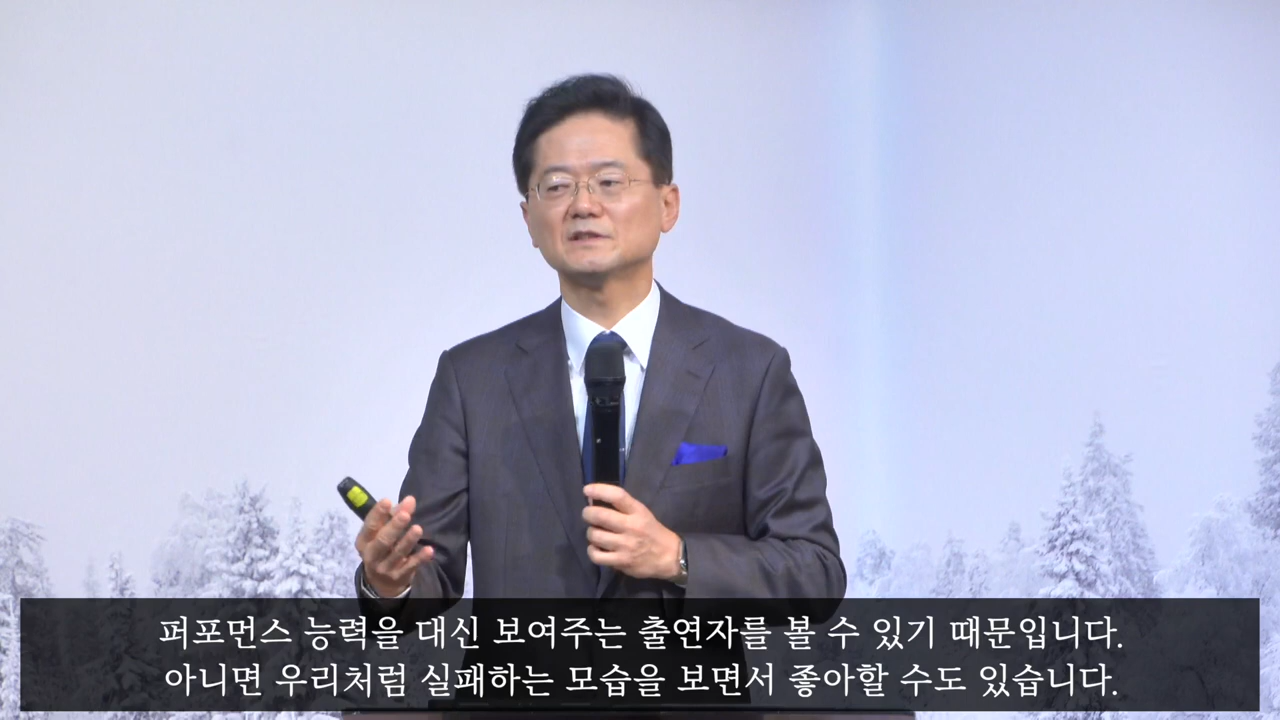 퍼포먼스 능력을 대신 보여주는 출연자를 볼 수 있기 때문입니다.
아니면 우리처럼 실패하는 모습을 보면서 좋아할 수도 있습니다.